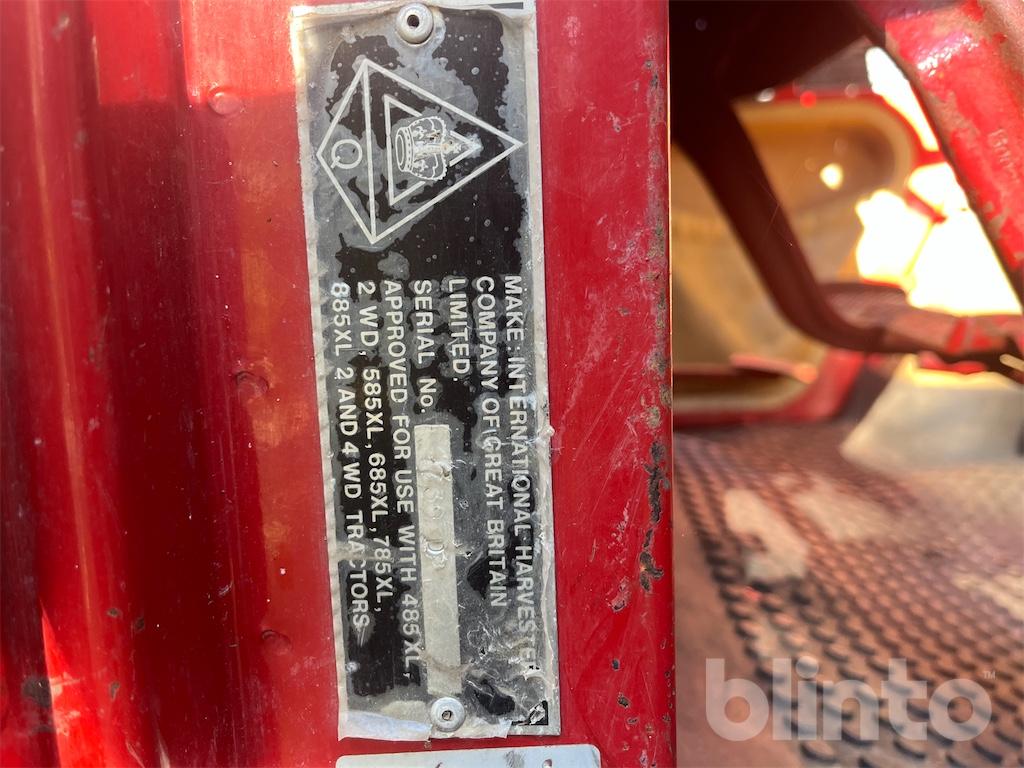 Q
MAKE: INTERNATIONAL HARVESTER
COMPANY OF GREAT BRITAIN
LIMITED.
SERIAL No.
APPROVED FOR USE WITH 485XL
2 WD, 585XL, 685XL, 785XL,
885XL 2 AND 4 WD TRACTORS
blinto™